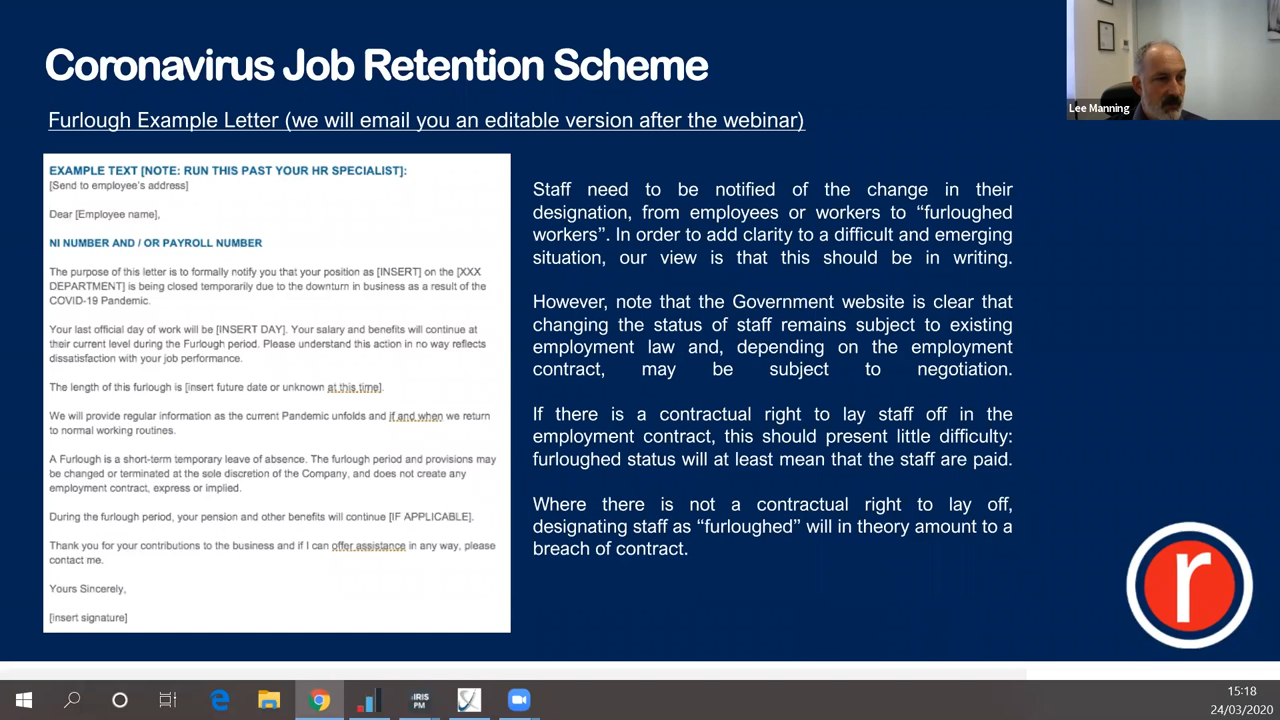 Coronavirus Job Retention Scheme
Furlough Example Letter (we will email you an editable version after the webinar)
Lee Manning
EXAMPLE TEXT [NOTE: RUN THIS PAST YOUR HR SPECIALIST]:
[Send to employee's address]
Dear [Employee name],
NI NUMBER AND / OR PAYROLL NUMBER
The purpose of this letter is to formally notify you that your position as [INSERT] on the [XXX
DEPARTMENT] is being closed temporarily due to the downturn in business as a result of the
COVID-19 Pandemic.
Your last official day of work will be [INSERT DAY]. Your salary and benefits will continue at
their current level during the Furlough period. Please understand this action in no way reflects
dissatisfaction with your job performance.
The length of this furlough is [insert future date or unknown at this time].
We will provide regular information as the current Pandemic unfolds and if and when we return
to normal working routines.
A Furlough is a short-term temporary leave of absence. The furlough period and provisions may
be changed or terminated at the sole discretion of the Company, and does not create any
employment contract, express or implied.
During the furlough period, your pension and other benefits will continue [IF APPLICABLE].
Thank you for your contributions to the business and if I can offer assistance in any way, please
contact me.
Yours Sincerely,
[insert signature]
Staff need to be notified of the change in their
designation, from employees or workers to “furloughed
workers”. In order to add clarity to a difficult and emerging
situation, our view is that this should be in writing.
However, note that the Government website is clear that
changing the status of staff remains subject to existing
employment law and, depending on the employment
contract, may be subject to negotiation.
If there is a contractual right to lay staff off in the
employment contract, this should present little difficulty:
furloughed status will at least mean that the staff are paid.
Where there is not a contractual right to lay off,
designating staff as “furloughed” will in theory amount to a
breach of contract.
r
IRIS
PM
15:18
24/03/2020